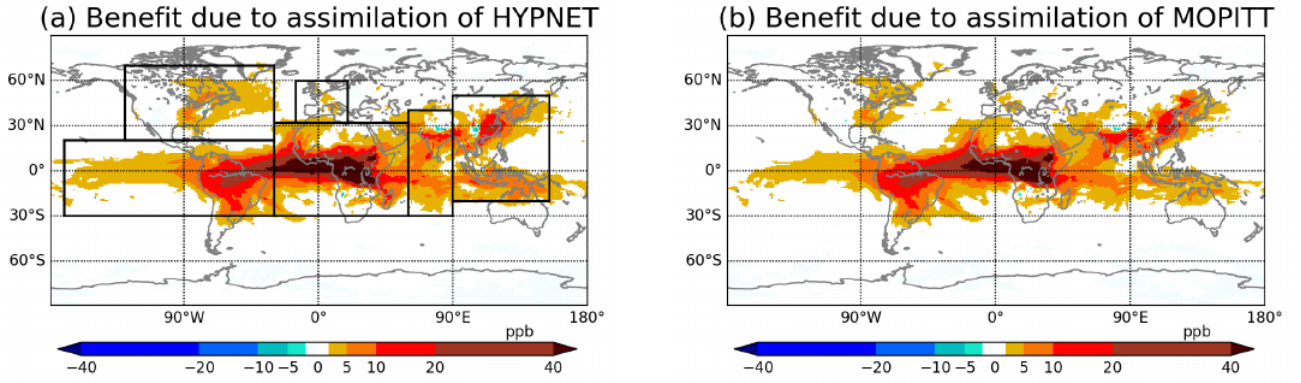 (a) Benefit due to assimilation of HYPNET
60°N
30°N
0°
30°S
60°S
90°W 0° 90°E 180°
ppb
−40 −20 −10 −5 0 5 10 20 40
(b) Benefit due to assimilation of MOPITT
60°N
30°N
0°
30°S
60°S
90°W 0° 90°E 180°
ppb
−40 −20 −10 −5 0 5 10 20 40